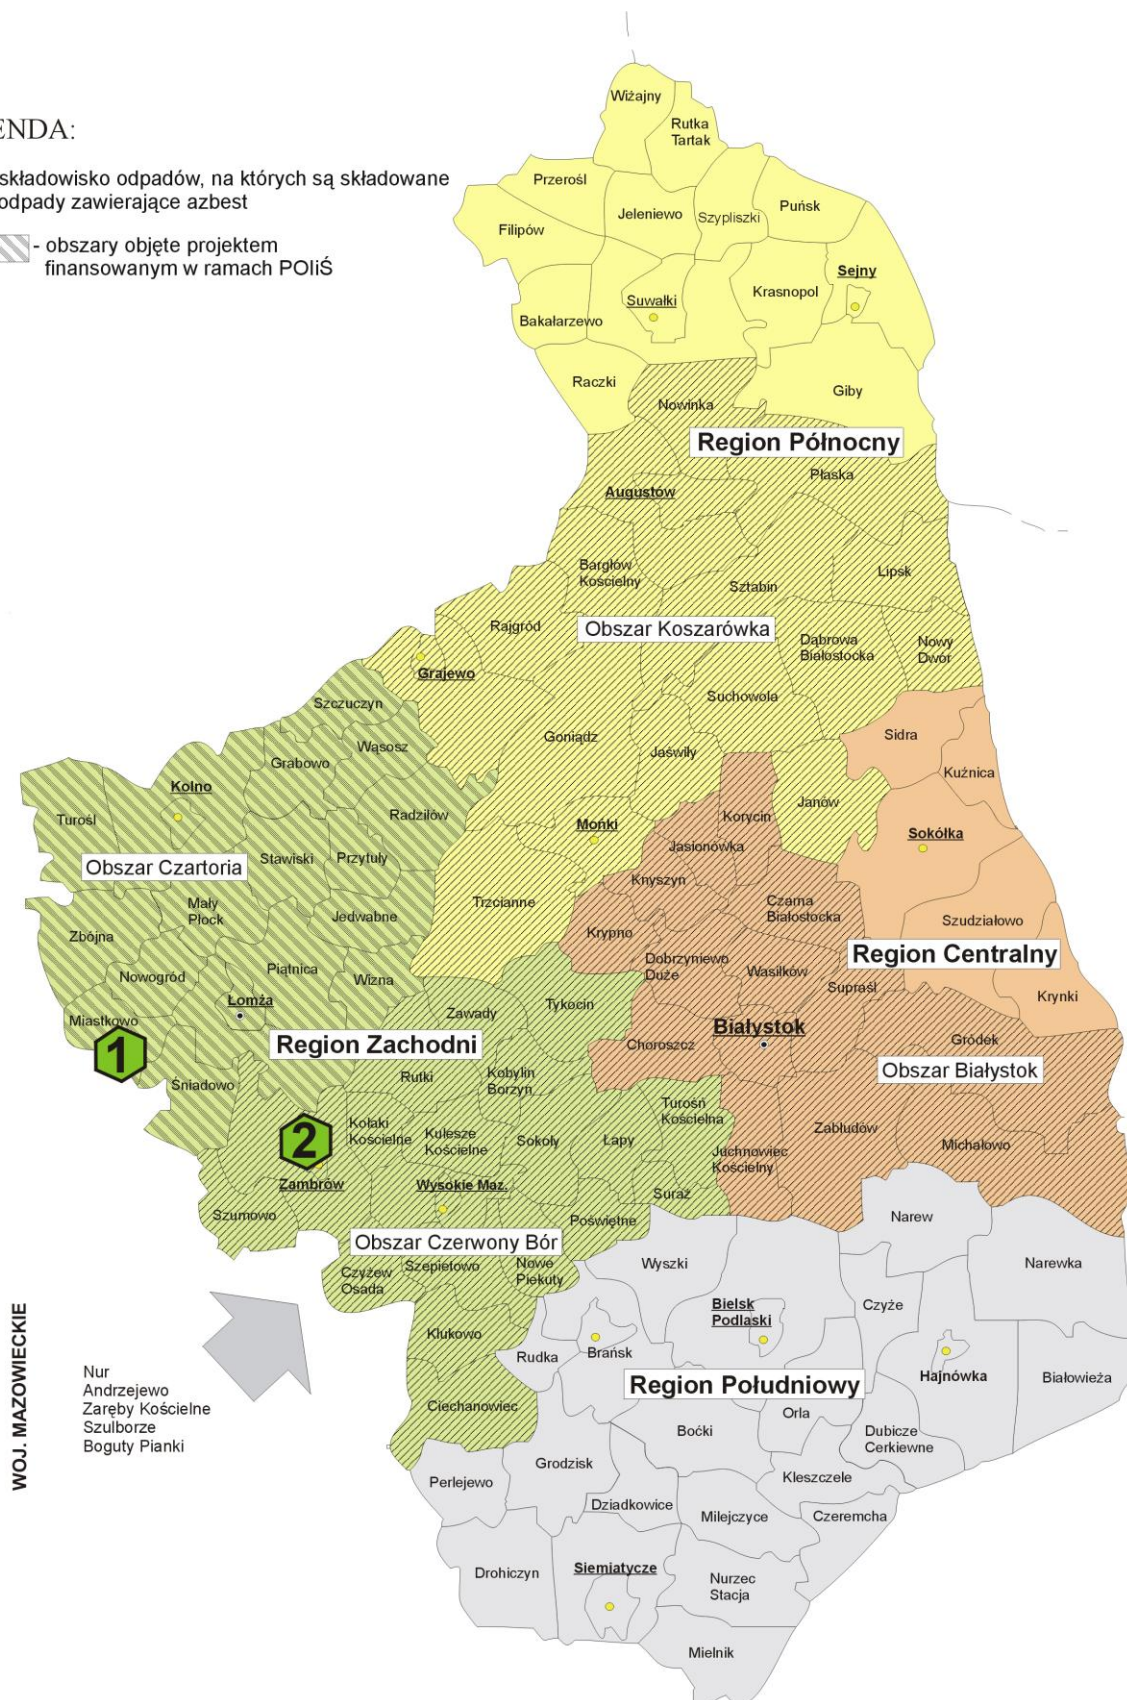 ENDA:
składowisko odpadów, na których są składowane
odpady zawierające azbest
- obszary objęte projektem
finansowanym w ramach POIiŚ
Wiżajny
Rutka
Tartak
Przerośl
Jeleniewo
Szypliszki
Puńsk
Filipów
Sejny
Suwałki
Krasnopol
Bakałarzewo
Raczki
Giby
Nowinka
Region Północny
Płaska
Augustów
Bargłów
Kościelny
Sztabin
Lipsk
Rajgród
Obszar Koszarówka
Dąbrowa
Białostocka
Nowy
Dwór
Grajewo
Szczuczyn
Suchowola
Wąsosz
Goniądz
Jaświły
Sidra
Grabowo
Kuźnica
Kolno
Turośl
Radziłów
Janów
Korycin
Mońki
Sokółka
Jasionówka
Obszar Czartoria
Stawiski
Przytuły
Knyszyn
Trzcianne
Czarna
Białostocka
Mały
Płock
Jedwabne
Szudziałowo
Zbójna
Krypno
Region Centralny
Nowogród
Piątnica
Wizna
Dobrzyniewo
Duże
Wasilków
Supraśl
Krynki
Łomża
Tykocin
Zawady
Miastkowo
Białystok
1
Region Zachodni
Choroszcz
Gródek
Obszar Białystok
Śniadowo
Rutki
Kobylin
Borzyn
Turośń
Kościelna
2
Kołaki
Kościelne
Kulesze
Kościelne
Sokoły
Łapy
Zabłudów
Michałowo
Juchnowiec
Kościelny
Zambrów
Wysokie Maz.
Suraż
Szumowo
Poświętne
Narew
Obszar Czerwony Bór
Wyszki
Narewka
Czyżew
Osada
Szepietowo
Nowe
Piekuty
Bielsk
Podlaski
Czyże
Klukowo
Rudka
Brańsk
Hajnówka
Białowieża
Region Południowy
Ciechanowiec
Orla
Boćki
Dubicze
Cerkiewne
Grodzisk
Perlejewo
Kleszczele
Dziadkowice
Milejczyce
Czeremcha
Drohiczyn
Siemiatycze
Nurzec
Stacja
Mielnik
WOJ. MAZOWIECKIE
Nur
Andrzejewo
Zaręby Kościelne
Szulborze
Boguty Pianki